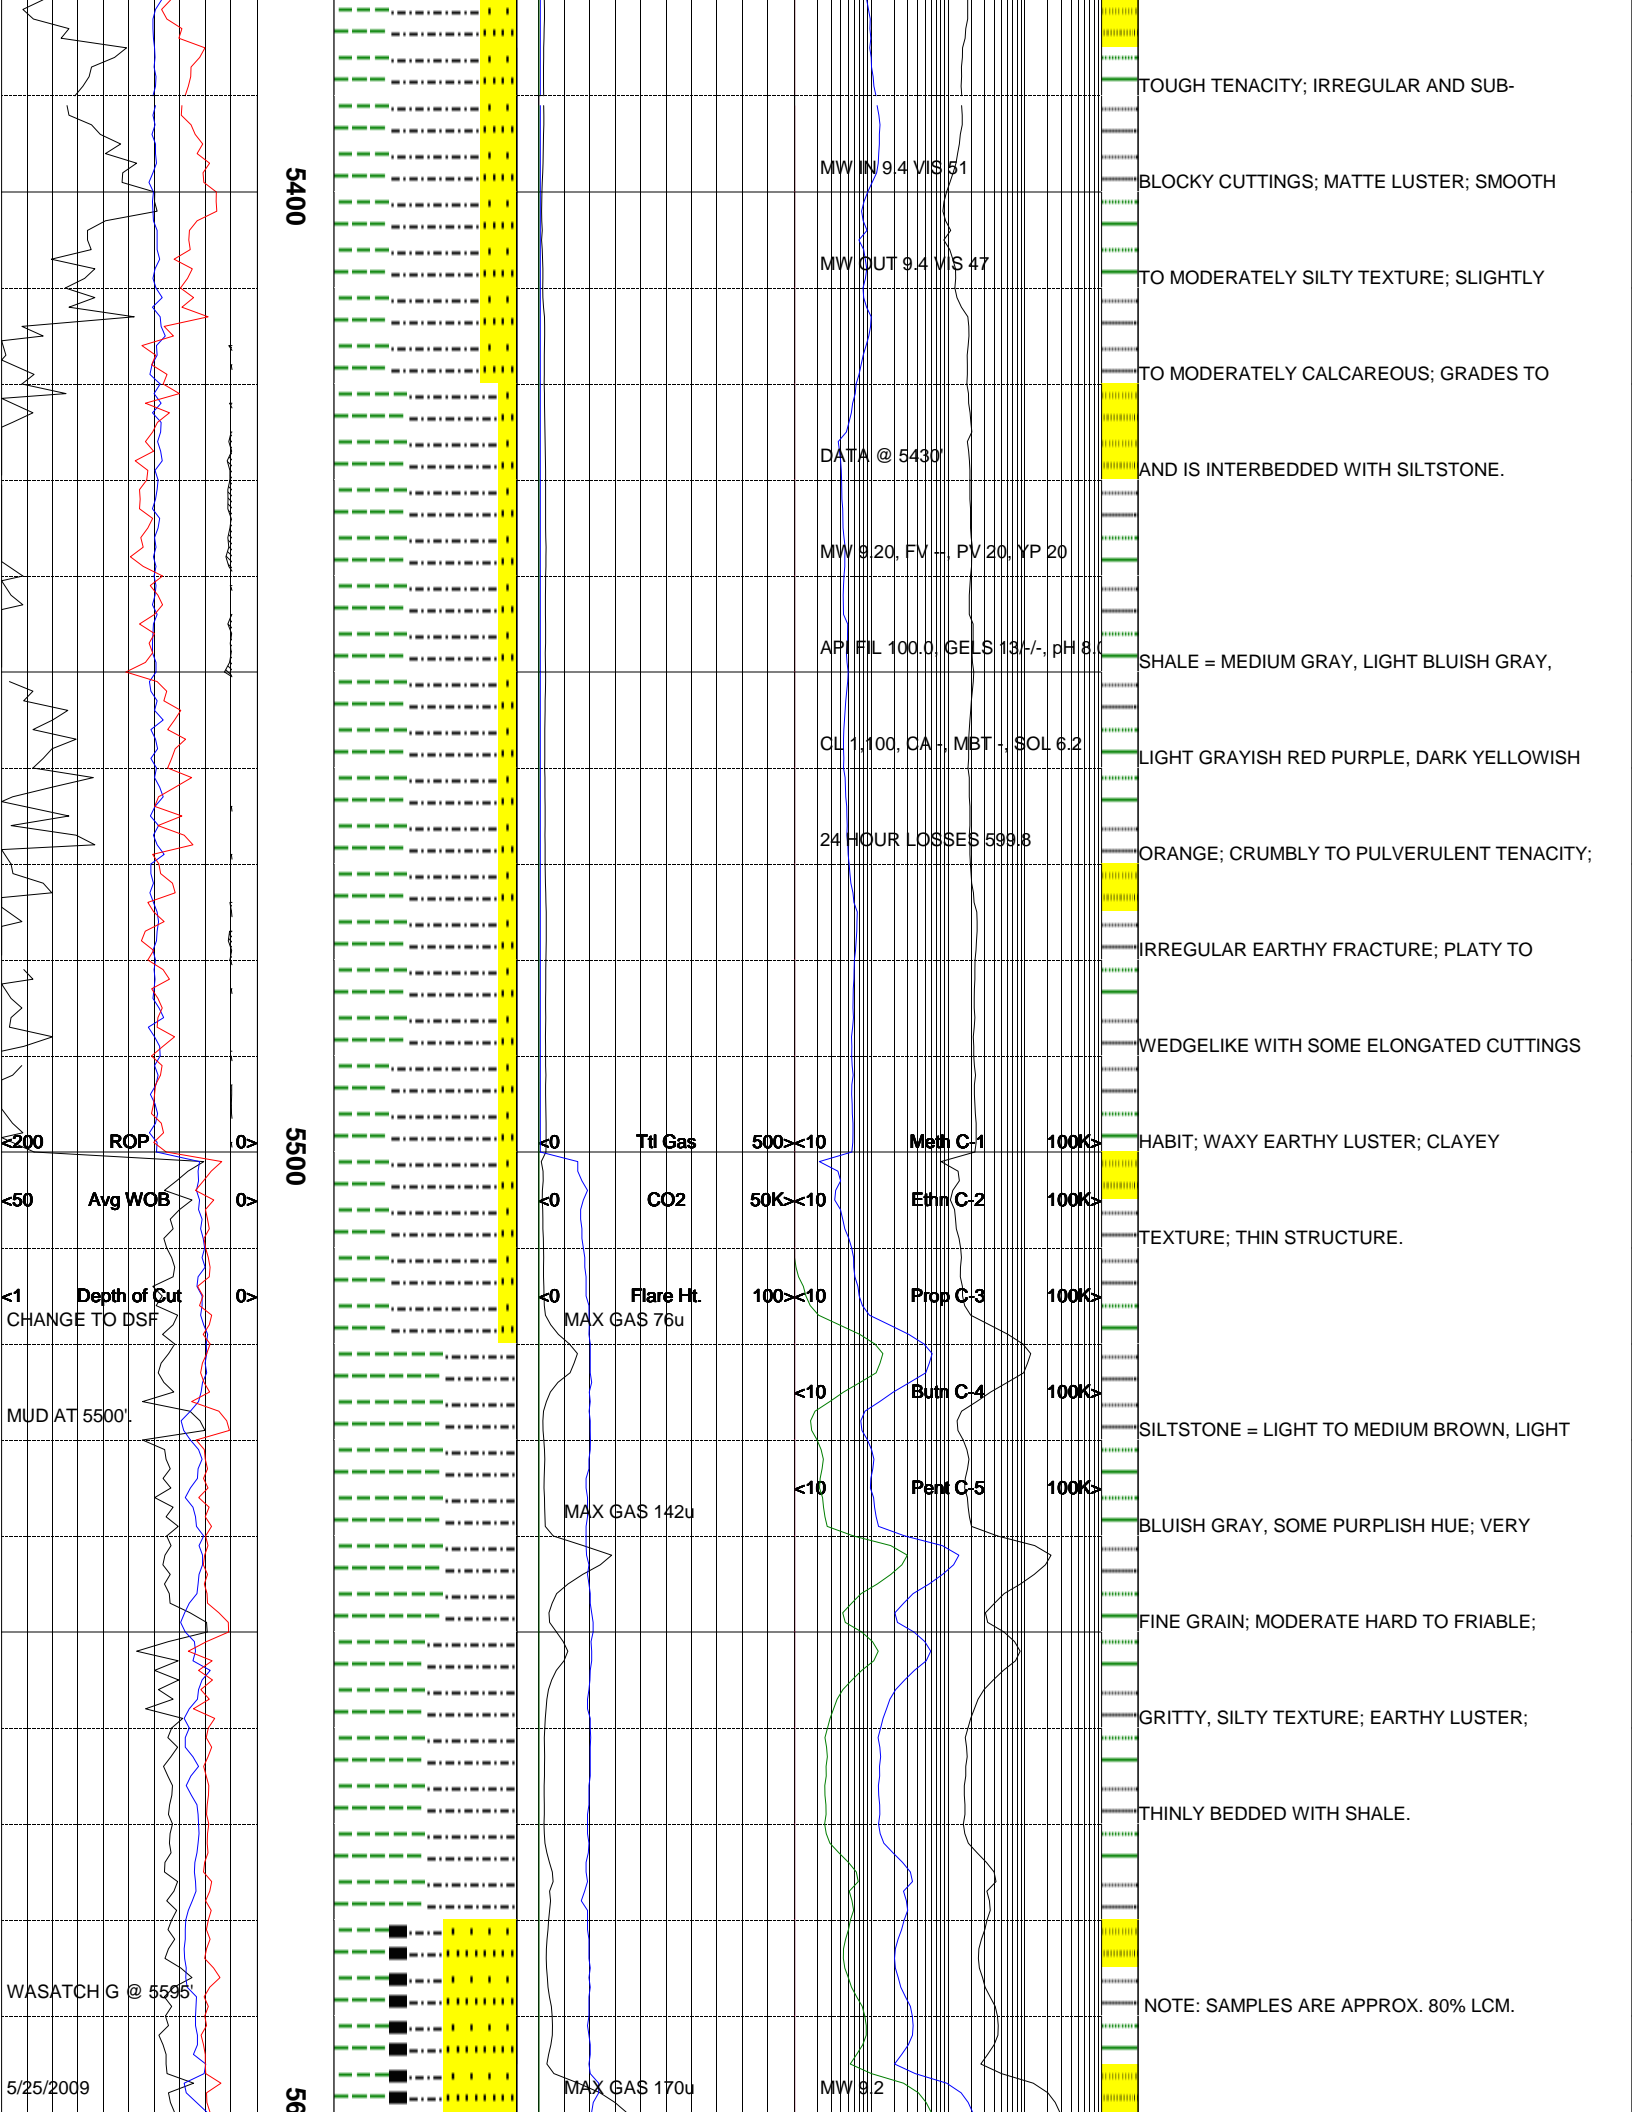 TOUGH TENACITY; IRREGULAR AND SUB-
MW IN 9.4 VIS 51
5400
BLOCKY CUTTINGS; MATTE LUSTER; SMOOTH
MW OUT 9.4 VIS 47
TO MODERATELY SILTY TEXTURE; SLIGHTLY
TO MODERATELY CALCAREOUS; GRADES TO
DATA @ 5430'
AND IS INTERBEDDED WITH SILTSTONE.
MW 9.20, FV --, PV 20, YP 20
API FIL 100.0, GELS 13/-/-, pH 8.0
SHALE = MEDIUM GRAY, LIGHT BLUISH GRAY,
CL 1,100, CA -, MBT -, SOL 6.2
LIGHT GRAYISH RED PURPLE, DARK YELLOWISH
24 HOUR LOSSES 599.8
ORANGE; CRUMBLY TO PULVERULENT TENACITY;
IRREGULAR EARTHY FRACTURE; PLATY TO
WEDGELIKE WITH SOME ELONGATED CUTTINGS
<200 ROP 0> 5500 <0 Ttl Gas 500> <10 Meth C-1 100K> HABIT; WAXY EARTHY LUSTER; CLAYEY
<50 Avg WOB 0> <0 CO2 50K> <10 Ethn C-2 100K>
TEXTURE; THIN STRUCTURE.
<1 Depth of Cut 0> <0 Flare Ht. 100> <10 Prop C-3 100K>
CHANGE TO DSF MAX GAS 76u
<10 Butn C-4 100K>
MUD AT 5500'.
SILTSTONE = LIGHT TO MEDIUM BROWN, LIGHT
<10 Pent C-5 100K>
MAX GAS 142u
BLUISH GRAY, SOME PURPLISH HUE; VERY
FINE GRAIN; MODERATE HARD TO FRIABLE;
GRITTY, SILTY TEXTURE; EARTHY LUSTER;
THINLY BEDDED WITH SHALE.
WASATCH G @ 5595'
NOTE: SAMPLES ARE APPROX. 80% LCM.
5/25/2009 MAX GAS 170u MW 9.2